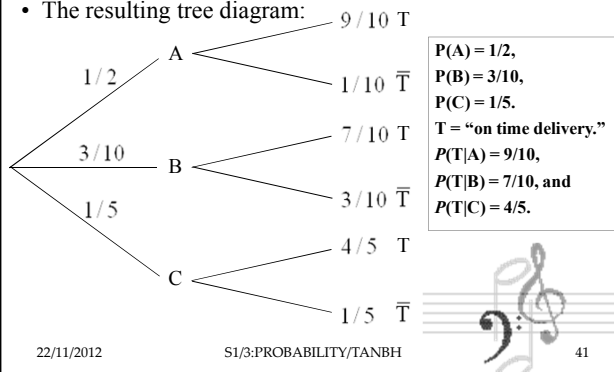 • The resulting tree diagram:
9/10 T
A
1/2
1/10 T̅
P(A) = 1/2,
P(B) = 3/10,
P(C) = 1/5.
T = “on time delivery.”
P(T|A) = 9/10,
P(T|B) = 7/10, and
P(T|C) = 4/5.
7/10 T
3/10
B
3/10 T̅
1/5
4/5 T
C
1/5 T̅
22/11/2012 S1/3:PROBABILITY/TANBH 41